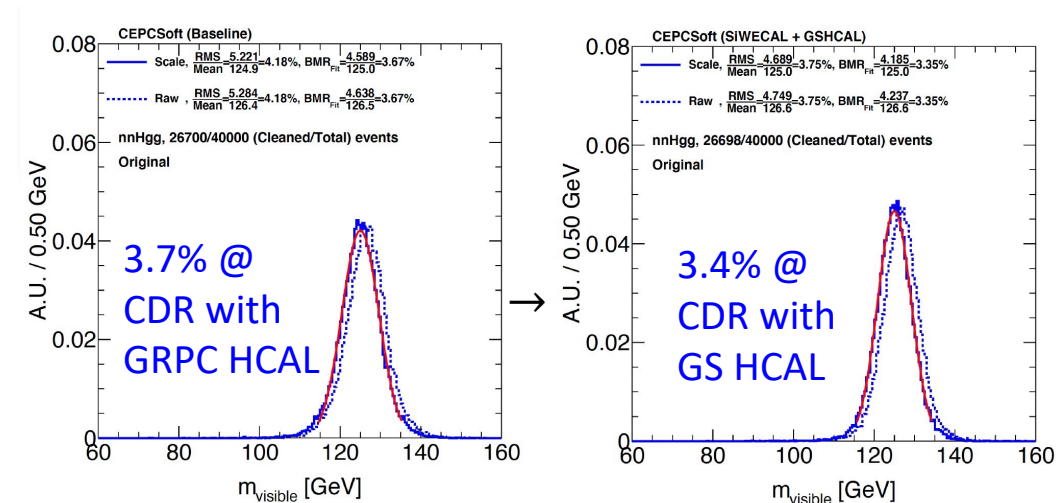 CEPCSoft (Baseline)
Scale, RMS/Mean=5.221/124.9=4.18%, BMR_Fit=4.589/125.0=3.67%
Raw , RMS/Mean=5.284/126.4=4.18%, BMR_Fit=4.638/126.5=3.67%
nnHgg, 26700/40000 (Cleaned/Total) events
Original
3.7% @
CDR with
GRPC HCAL
A.U. / 0.50 GeV
0.08
0.06
0.04
0.02
0
60 80 100 120 140 160
m_visible [GeV]
→
CEPCSoft (SiWECAL + GSHCAL)
Scale, RMS/Mean=4.689/125.0=3.75%, BMR_Fit=4.185/125.0=3.35%
Raw , RMS/Mean=4.749/126.6=3.75%, BMR_Fit=4.237/126.6=3.35%
nnHgg, 26698/40000 (Cleaned/Total) events
Original
3.4% @
CDR with
GS HCAL
A.U. / 0.50 GeV
0.08
0.06
0.04
0.02
0
60 80 100 120 140 160
m_visible [GeV]